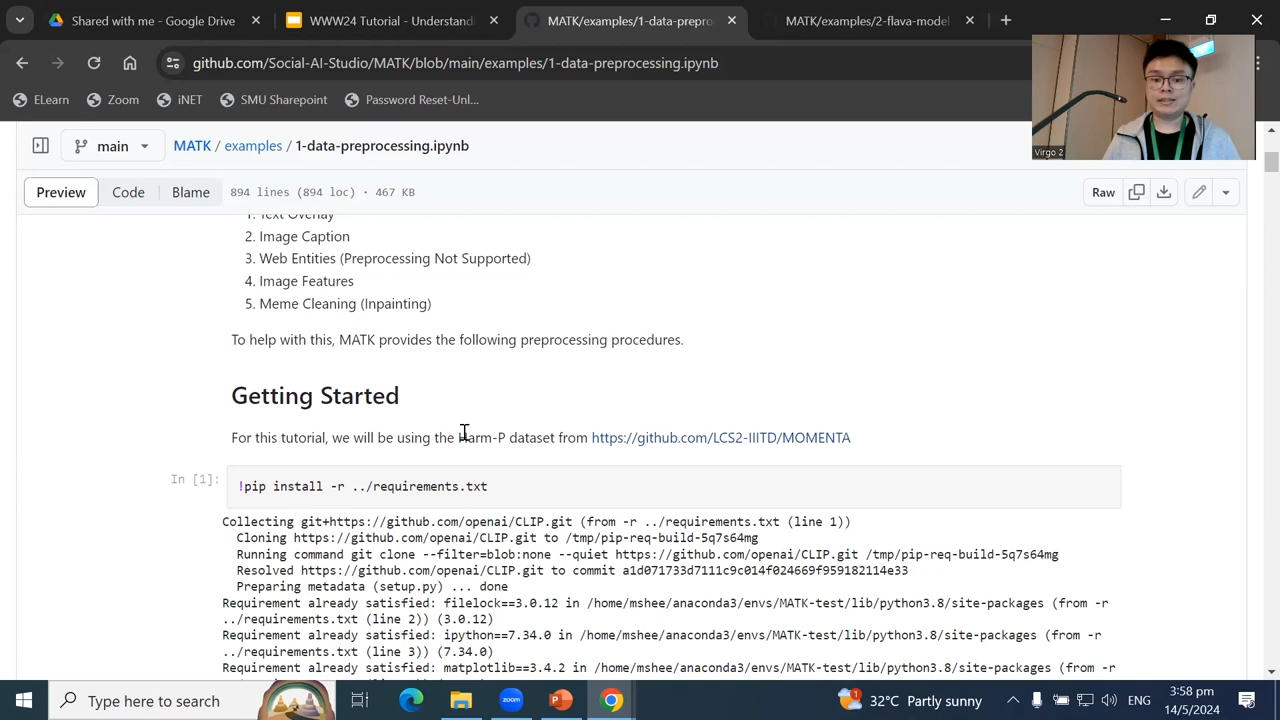 Shared with me - Google Drive
WWW24 Tutorial - Understandi
MATK/examples/1-data-prepro
MATK/examples/2-flava-model
github.com/Social-AI-Studio/MATK/blob/main/examples/1-data-preprocessing.ipynb
ELearn Zoom iNET SMU Sharepoint Password Reset-Unl...
Virgo 2
main
MATK / examples / 1-data-preprocessing.ipynb
Preview Code Blame 894 lines (894 loc) · 467 KB Raw
1. Text Overlay
2. Image Caption
3. Web Entities (Preprocessing Not Supported)
4. Image Features
5. Meme Cleaning (Inpainting)
To help with this, MATK provides the following preprocessing procedures.
Getting Started
For this tutorial, we will be using the Harm-P dataset from https://github.com/LCS2-IIITD/MOMENTA
In [1]: !pip install -r ../requirements.txt
Collecting git+https://github.com/openai/CLIP.git (from -r ../requirements.txt (line 1))
Cloning https://github.com/openai/CLIP.git to /tmp/pip-req-build-5q7s64mg
Running command git clone --filter=blob:none --quiet https://github.com/openai/CLIP.git /tmp/pip-req-build-5q7s64mg
Resolved https://github.com/openai/CLIP.git to commit a1d071733d7111c9c014f024669f959182114e33
Preparing metadata (setup.py) ... done
Requirement already satisfied: filelock==3.0.12 in /home/mshee/anaconda3/envs/MATK-test/lib/python3.8/site-packages (from -r
../requirements.txt (line 2)) (3.0.12)
Requirement already satisfied: ipython==7.34.0 in /home/mshee/anaconda3/envs/MATK-test/lib/python3.8/site-packages (from -r
../requirements.txt (line 3)) (7.34.0)
Requirement already satisfied: matplotlib==3.4.2 in /home/mshee/anaconda3/envs/MATK-test/lib/python3.8/site-packages (from -r
Type here to search
zoom
1
32°C Partly sunny
ENG
3:58 pm
14/5/2024